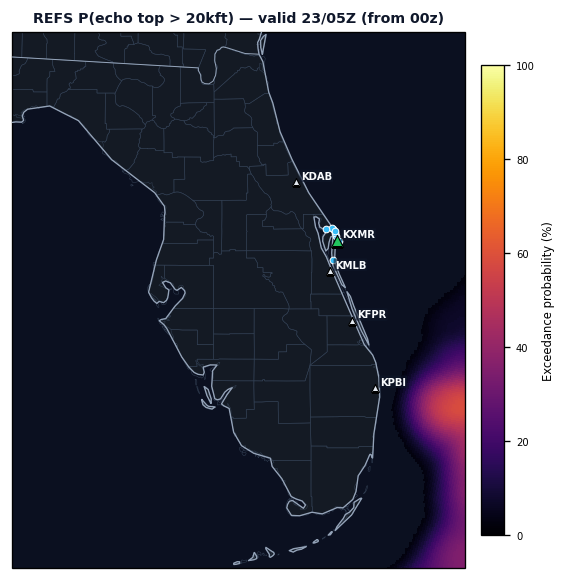 REFS P(echo top > 20kft) — valid 23/05Z (from 00z)
KDAB
KXMR
KMLB
KFPR
KPBI
100
80
60
40
20
0
Exceedance probability (%)